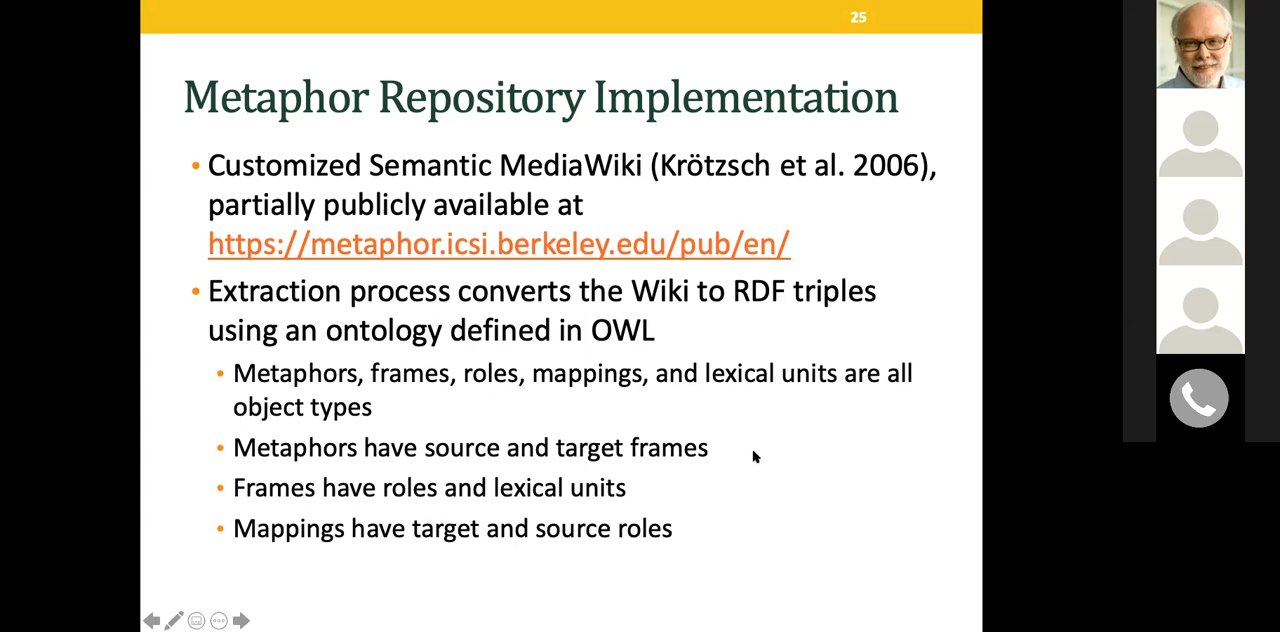 25
Metaphor Repository Implementation
• Customized Semantic MediaWiki (Krötzsch et al. 2006),
partially publicly available at
https://metaphor.icsi.berkeley.edu/pub/en/
• Extraction process converts the Wiki to RDF triples
using an ontology defined in OWL
• Metaphors, frames, roles, mappings, and lexical units are all
object types
• Metaphors have source and target frames
• Frames have roles and lexical units
• Mappings have target and source roles